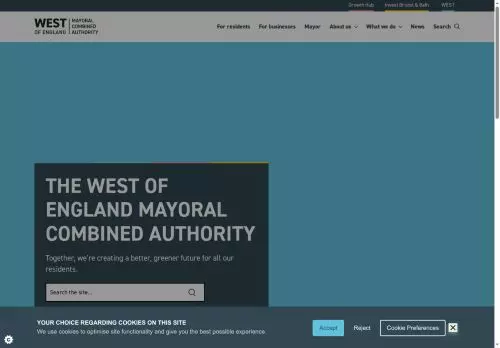 Growth Hub Invest Bristol & Bath WEST
WEST MAYORAL
COMBINED
OF ENGLAND AUTHORITY
For residents For businesses Mayor About us What we do News Search
THE WEST OF
ENGLAND MAYORAL
COMBINED AUTHORITY
Together, we're creating a better, greener future for all our
residents.
Search the site...
YOUR CHOICE REGARDING COOKIES ON THIS SITE
We use cookies to optimise site functionality and give you the best possible experience.
Accept Reject Cookie Preferences